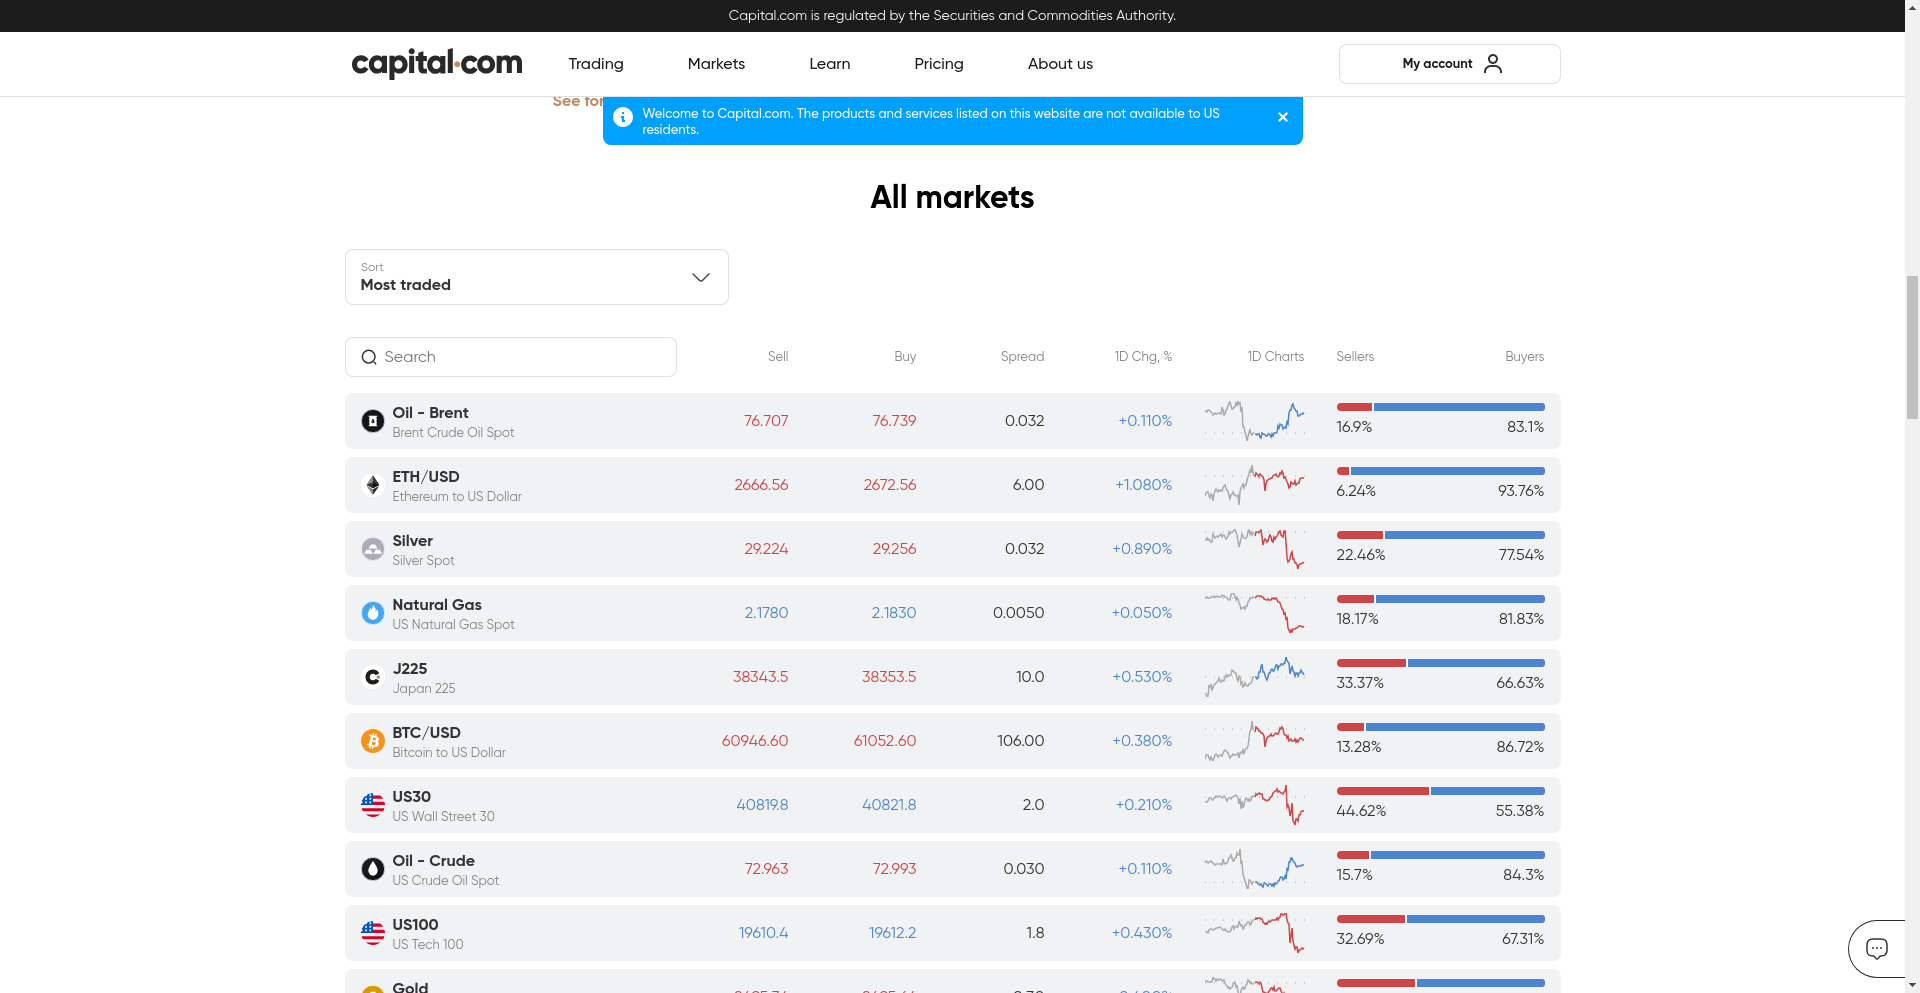 Capital.com is regulated by the Securities and Commodities Authority.
capital.com
Trading
Markets
Learn
Pricing
About us
My account
See for
Welcome to Capital.com. The products and services listed on this website are not available to US
residents.
All markets
Sort
Most traded
Search
Sell
Buy
Spread
1D Chg, %
1D Charts
Sellers
Buyers
Oil - Brent
Brent Crude Oil Spot
76.707
76.739
0.032
+0.110%
16.9%
83.1%
ETH/USD
Ethereum to US Dollar
2666.56
2672.56
6.00
+1.080%
6.24%
93.76%
Silver
Silver Spot
29.224
29.256
0.032
+0.890%
22.46%
77.54%
Natural Gas
US Natural Gas Spot
2.1780
2.1830
0.0050
+0.050%
18.17%
81.83%
J225
Japan 225
38343.5
38353.5
10.0
+0.530%
33.37%
66.63%
BTC/USD
Bitcoin to US Dollar
60946.60
61052.60
106.00
+0.380%
13.28%
86.72%
US30
US Wall Street 30
40819.8
40821.8
2.0
+0.210%
44.62%
55.38%
Oil - Crude
US Crude Oil Spot
72.963
72.993
0.030
+0.110%
15.7%
84.3%
US100
US Tech 100
19610.4
19612.2
1.8
+0.430%
32.69%
67.31%
Gold